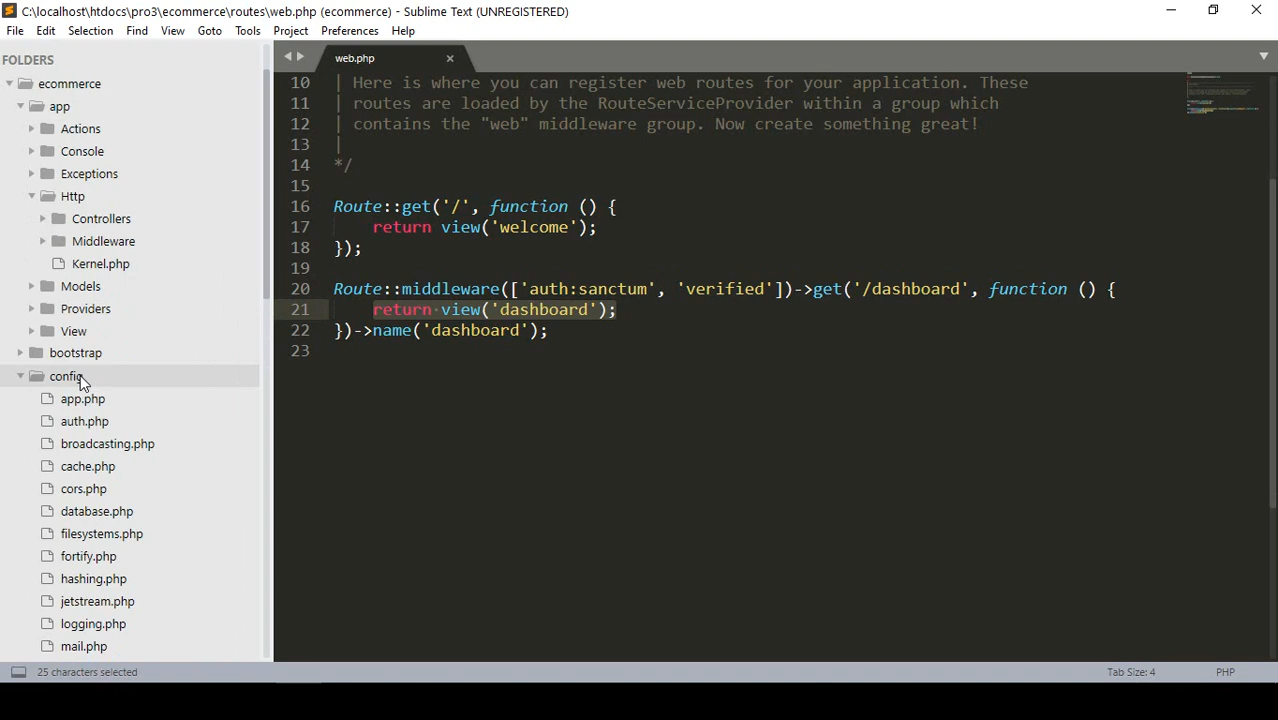 C:\localhost\htdocs\pro3\ecommerce\routes\web.php (ecommerce) - Sublime Text (UNREGISTERED)
File Edit Selection Find View Goto Tools Project Preferences Help
FOLDERS
ecommerce
app
Actions
Console
Exceptions
Http
Controllers
Middleware
Kernel.php
Models
Providers
View
bootstrap
config
app.php
auth.php
broadcasting.php
cache.php
cors.php
database.php
filesystems.php
fortify.php
hashing.php
jetstream.php
logging.php
mail.php
web.php
10 | Here is where you can register web routes for your application. These
11 | routes are loaded by the RouteServiceProvider within a group which
12 | contains the "web" middleware group. Now create something great!
13 |
14 */
15
16 Route::get('/', function () {
17 return view('welcome');
18 });
19
20 Route::middleware(['auth:sanctum', 'verified'])->get('/dashboard', function () {
21 return view('dashboard');
22 })->name('dashboard');
23
25 characters selected
Tab Size: 4
PHP